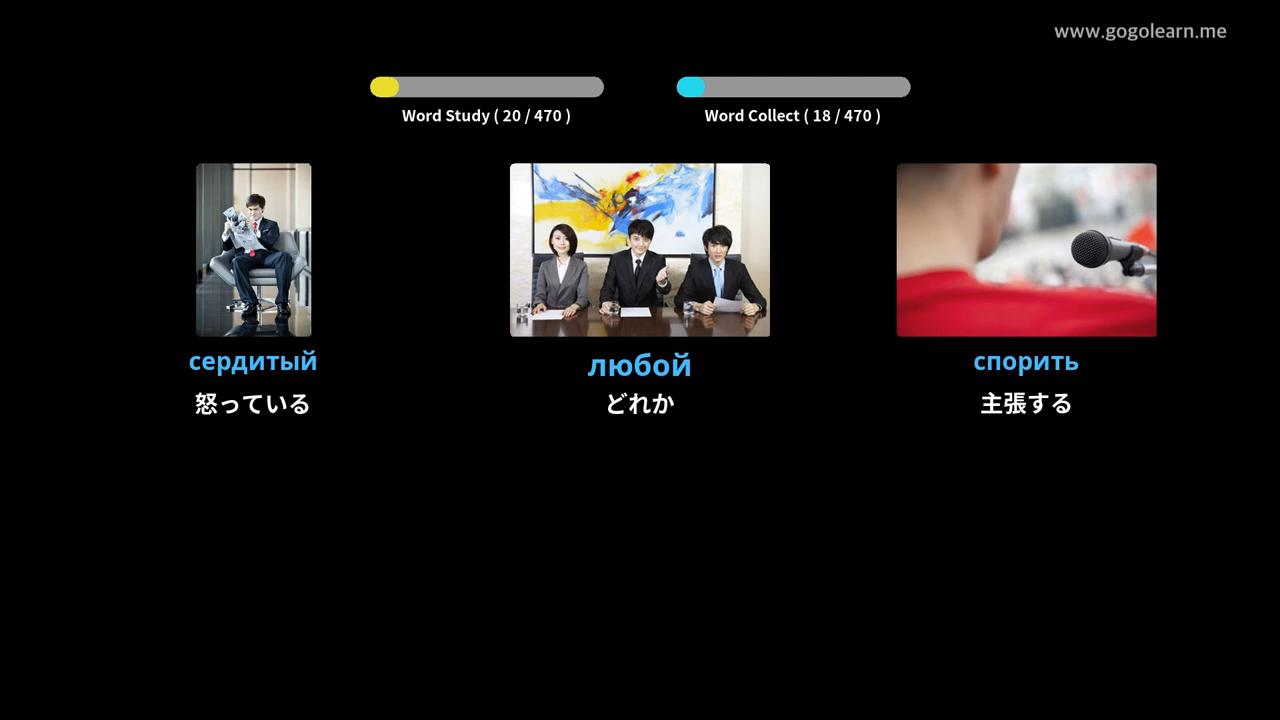 www.gogolearn.me
Word Study ( 20 / 470 )
Word Collect ( 18 / 470 )
сердитый
любой
спорить
怒っている
どれか
主張する